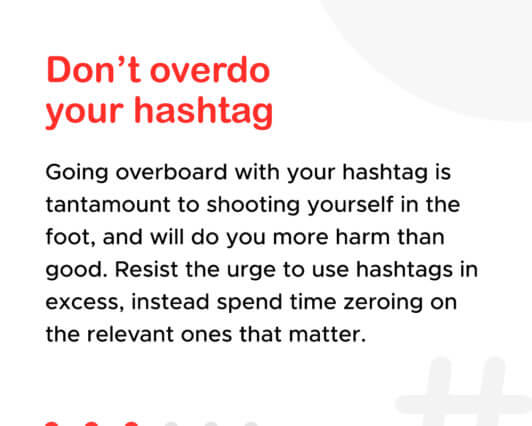 Don't overdo
your hashtag
Going overboard with your hashtag is
tantamount to shooting yourself in the
foot, and will do you more harm than
good. Resist the urge to use hashtags in
excess, instead spend time zeroing on
the relevant ones that matter.
#